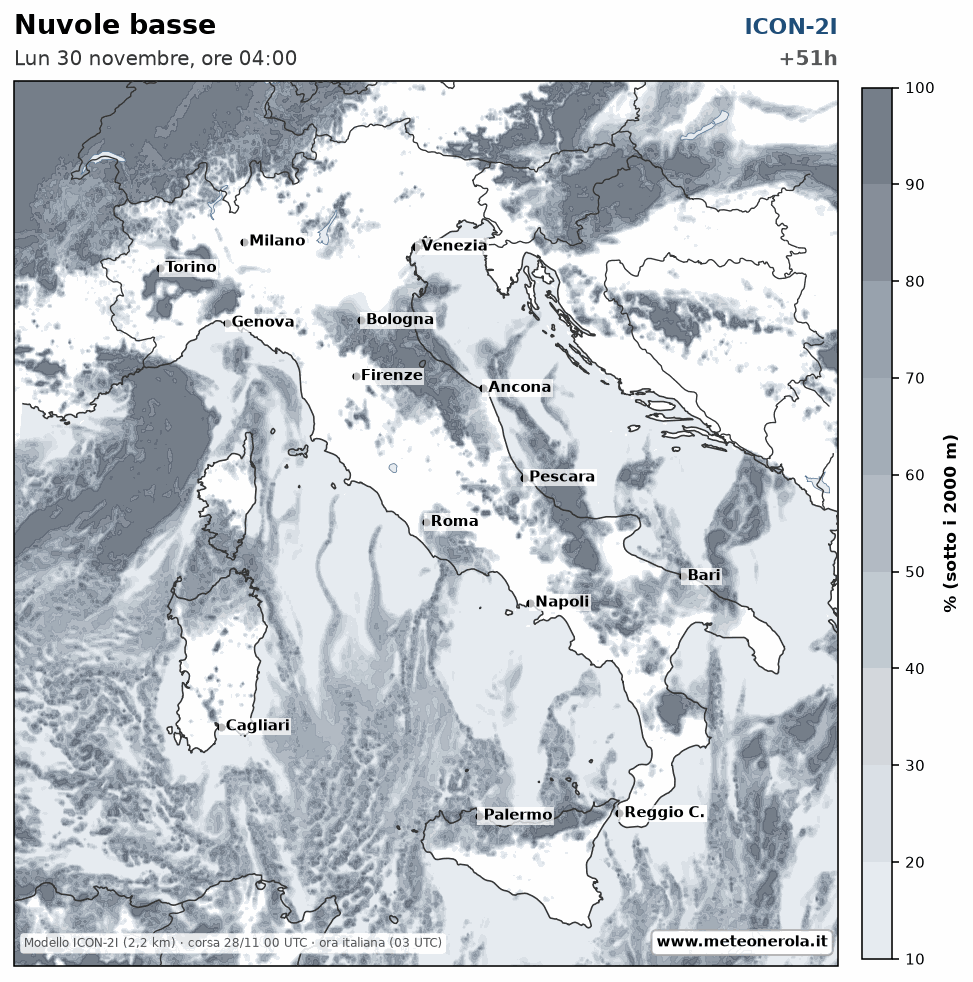 Nuvole basse
ICON-2I
Lun 30 novembre, ore 04:00
+51h
Milano
Venezia
Torino
Genova
Bologna
Firenze
Ancona
Pescara
Roma
Bari
Napoli
Cagliari
Palermo
Reggio C.
100
90
80
70
60
50
40
30
20
10
% (sotto i 2000 m)
Modello ICON-2I (2,2 km) · corsa 28/11 00 UTC · ora italiana (03 UTC)
www.meteonerola.it